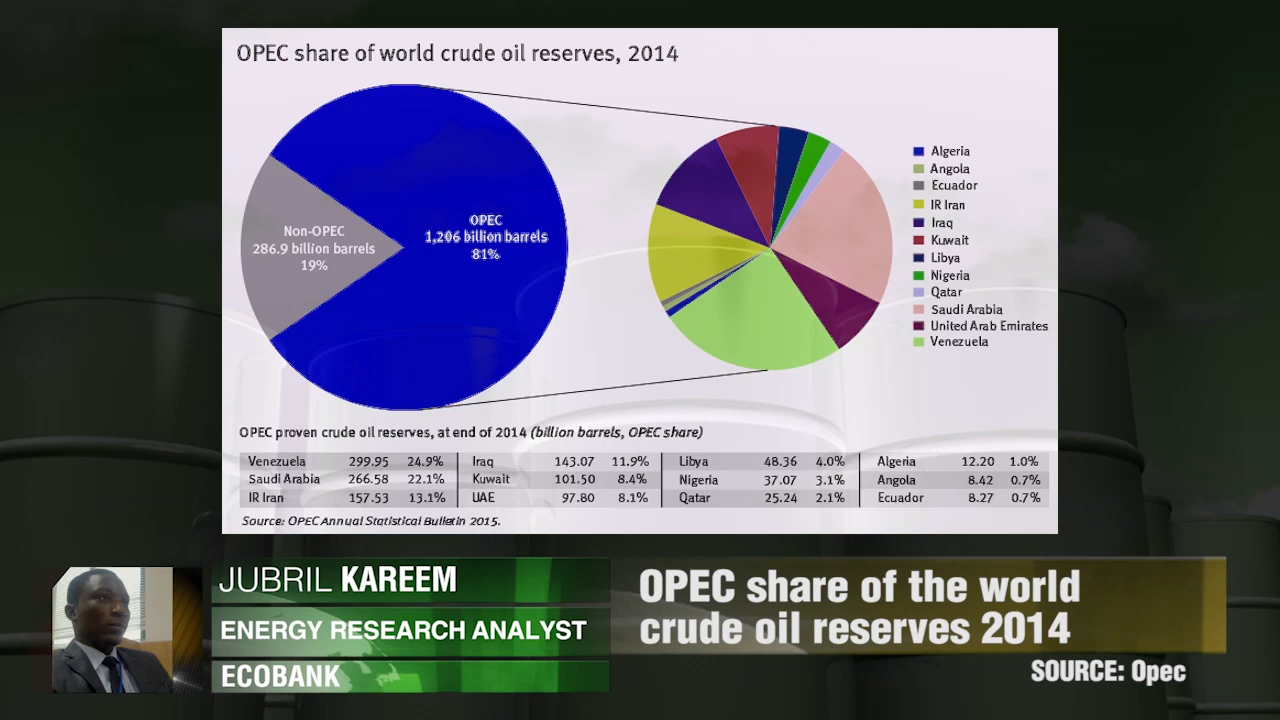 OPEC share of world crude oil reserves, 2014
Non-OPEC
286.9 billion barrels
19%
OPEC
1,206 billion barrels
81%
Algeria
Angola
Ecuador
IR Iran
Iraq
Kuwait
Libya
Nigeria
Qatar
Saudi Arabia
United Arab Emirates
Venezuela
OPEC proven crude oil reserves, at end of 2014 (billion barrels, OPEC share)
Venezuela 299.95 24.9% Iraq 143.07 11.9% Libya 48.36 4.0% Algeria 12.20 1.0%
Saudi Arabia 266.58 22.1% Kuwait 101.50 8.4% Nigeria 37.07 3.1% Angola 8.42 0.7%
IR Iran 157.53 13.1% UAE 97.80 8.1% Qatar 25.24 2.1% Ecuador 8.27 0.7%
Source: OPEC Annual Statistical Bulletin 2015.
JUBRIL KAREEM
ENERGY RESEARCH ANALYST
ECOBANK
OPEC share of the world
crude oil reserves 2014
SOURCE: Opec